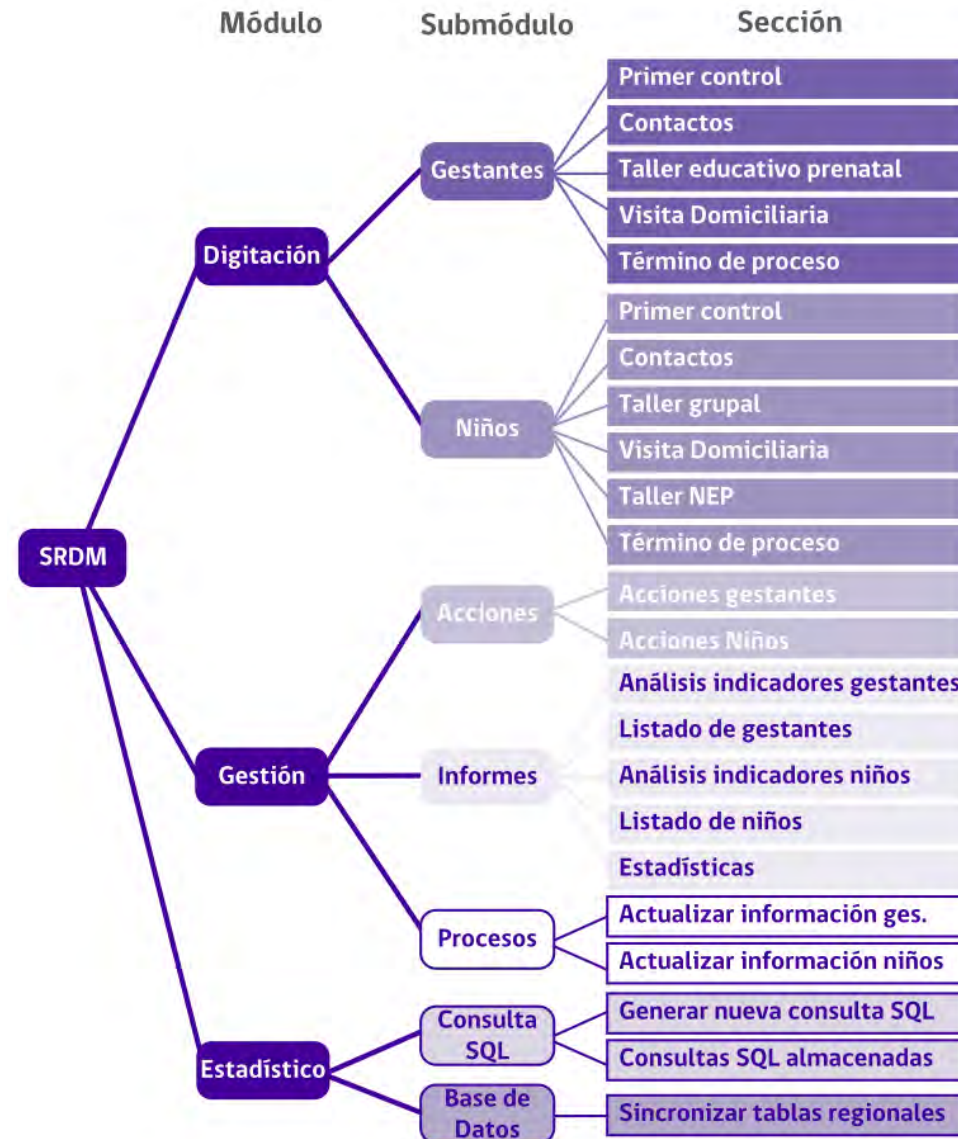 Módulo
Submódulo
Sección
SRDM
Digitación
Gestantes
Primer control
Contactos
Taller educativo prenatal
Visita Domiciliaria
Término de proceso
Niños
Primer control
Contactos
Taller grupal
Visita Domiciliaria
Taller NEP
Término de proceso
Gestión
Acciones
Acciones gestantes
Acciones Niños
Informes
Análisis indicadores gestantes
Listado de gestantes
Análisis indicadores niños
Listado de niños
Estadísticas
Procesos
Actualizar información ges.
Actualizar información niños
Estadístico
Consulta
SQL
Generar nueva consulta SQL
Consultas SQL almacenadas
Base de
Datos
Sincronizar tablas regionales